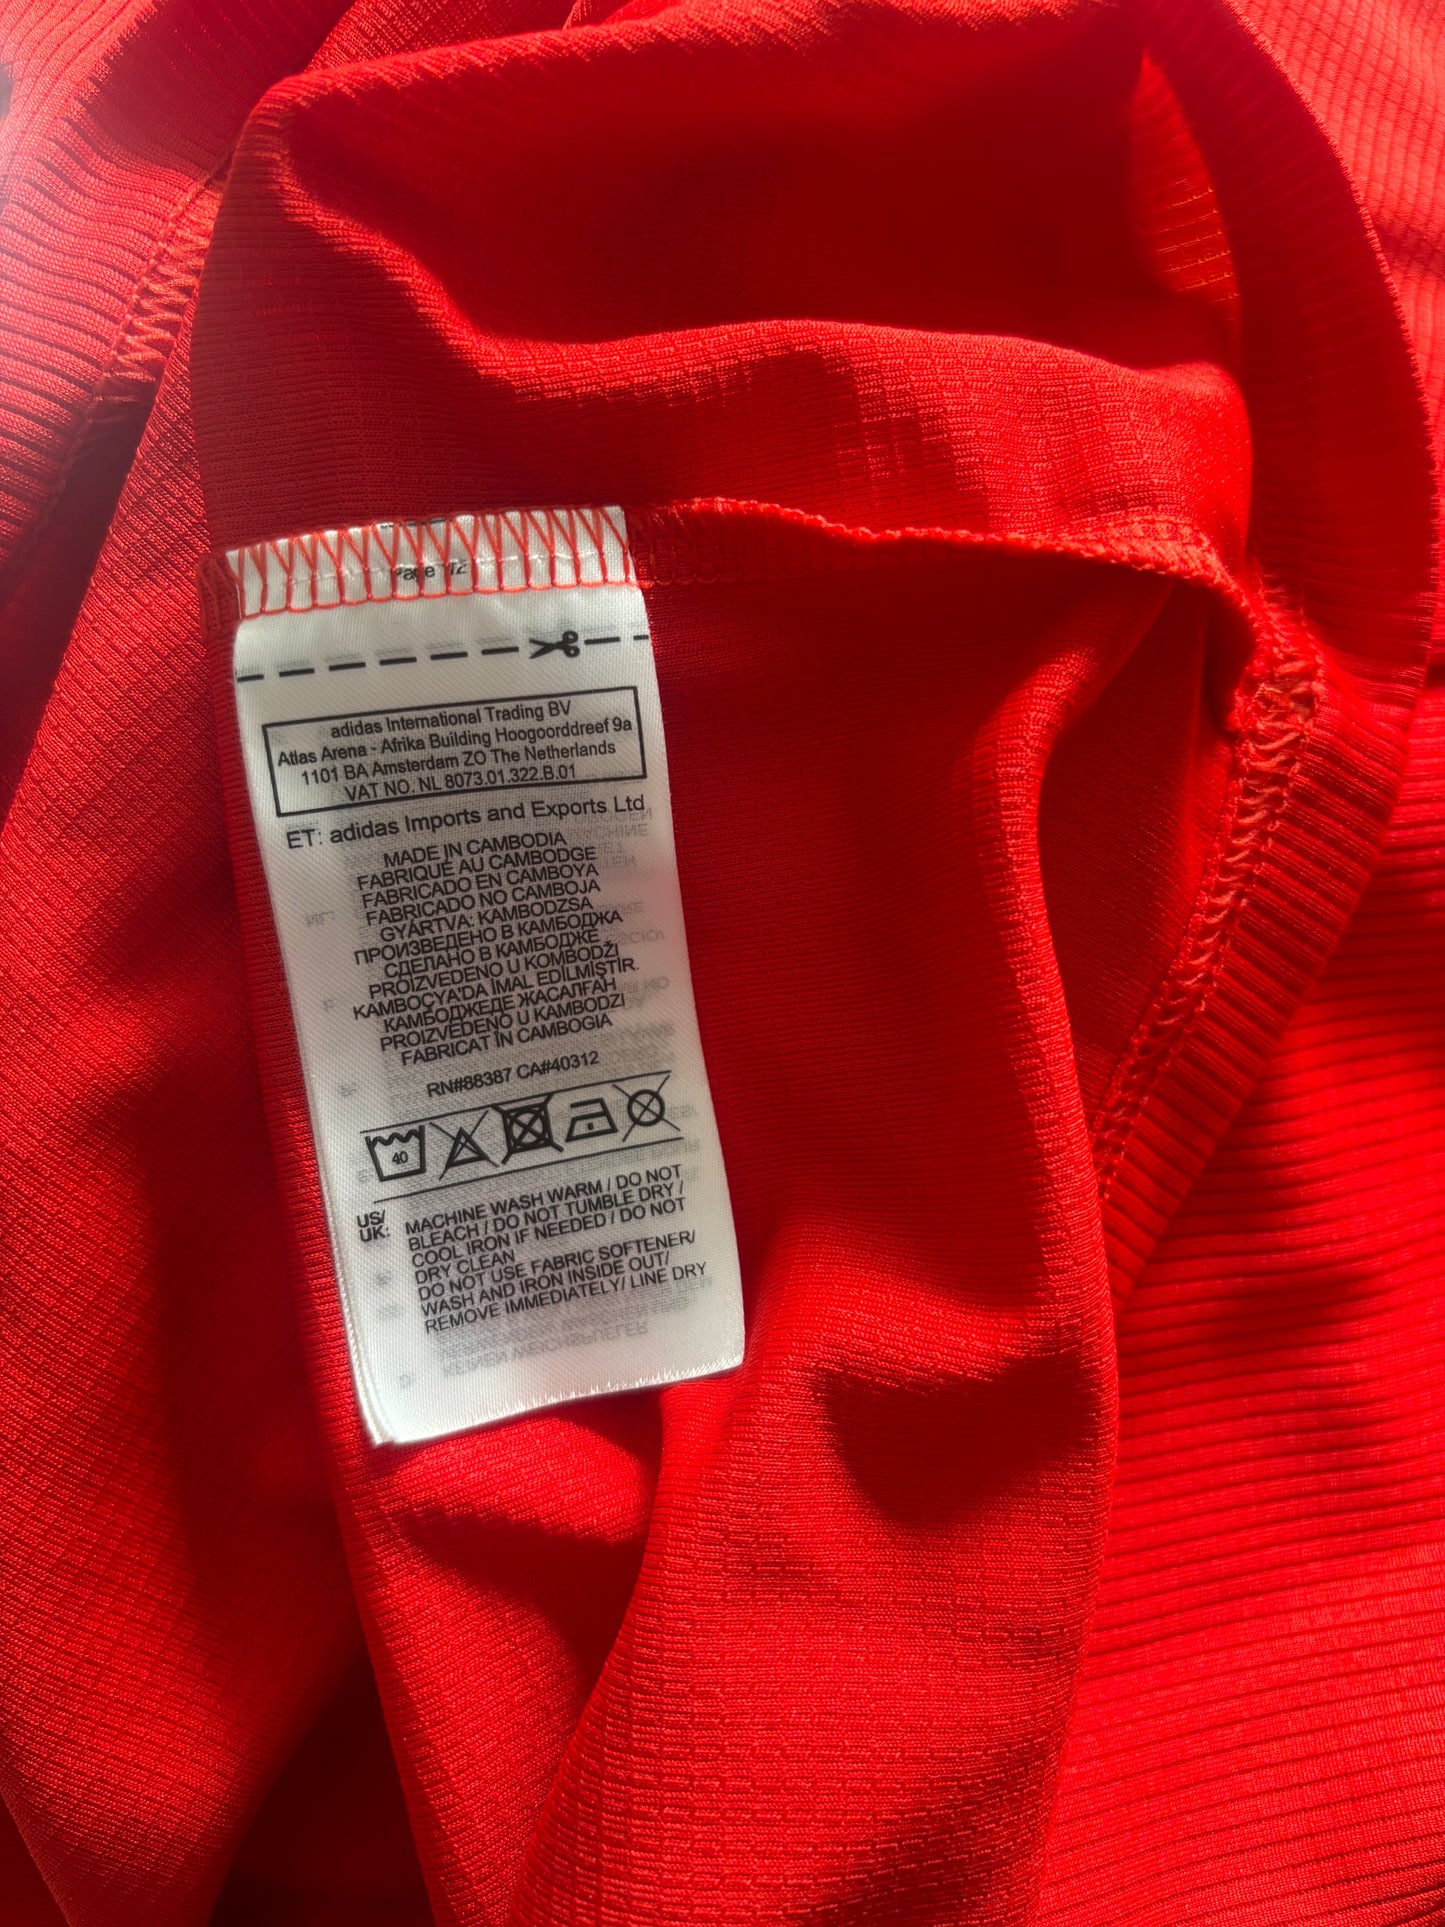 adidas International Trading BV
Atlas Arena - Afrika Building Hoogoorddreef 9a
1101 BA Amsterdam ZO The Netherlands
VAT NO. NL 8073.01.322.B.01
ET: adidas Imports and Exports Ltd
MADE IN CAMBODIA
FABRIQUÉ AU CAMBODGE
FABRICADO EN CAMBOYA
FABRICADO NO CAMBOJA
GYÁRTVA: KAMBODZSA
ПРОИЗВЕДЕНО В КАМБОДЖА
СДЕЛАНО В КАМБОДЖЕ
PROIZVEDENO U KOMBODŽI
KAMBOÇYA'DA İMAL EDİLMİŞTİR.
КАМБОДЖЕДЕ ЖАСАЛҒАН
PROIZVEDENO U KAMBODZI
FABRICAT ÎN CAMBOGIA
RN#88387 CA#40312
40
US/
UK:
MACHINE WASH WARM / DO NOT
BLEACH / DO NOT TUMBLE DRY /
COOL IRON IF NEEDED / DO NOT
DRY CLEAN
DO NOT USE FABRIC SOFTENER/
WASH AND IRON INSIDE OUT/
REMOVE IMMEDIATELY/ LINE DRY